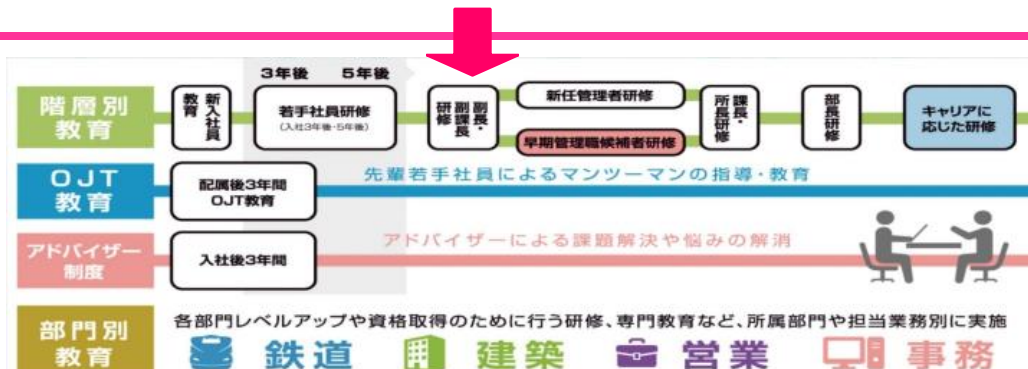 3年後 5年後
階層別
教育
新入社員
教育
若手社員研修
(入社3年後・5年後)
副長・
副課長
研修
新任管理者研修
早期管理職候補者研修
課長・
所長研修
部長研修
キャリアに
応じた研修
OJT
教育
配属後3年間
OJT教育
先輩若手社員によるマンツーマンの指導・教育
アドバイザー
制度
入社後3年間
アドバイザーによる課題解決や悩みの解消
部門別
教育
各部門レベルアップや資格取得のために行う研修、専門教育など、所属部門や担当業務別に実施
鉄道 建築 営業 事務